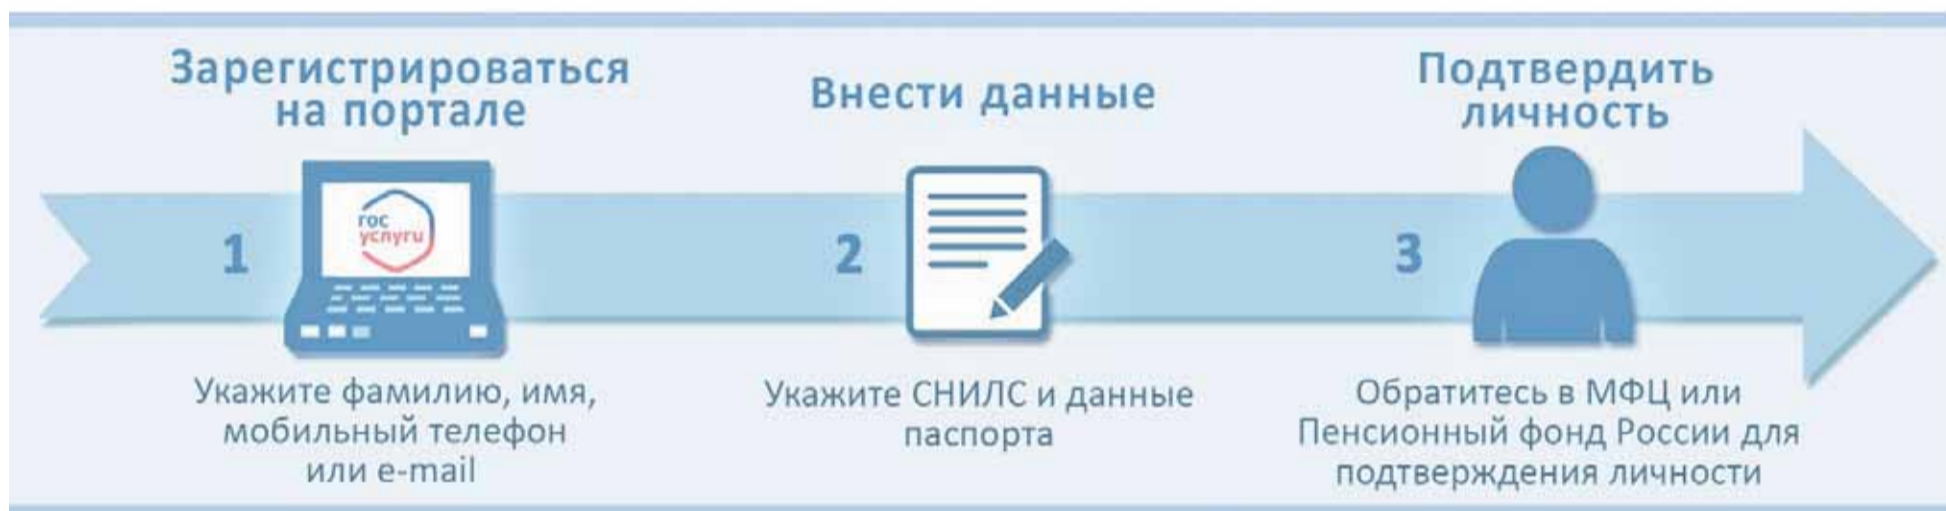 Зарегистрироваться
на портале
Внести данные
Подтвердить
личность
1
гос
услуги
2
3
Укажите фамилию, имя,
мобильный телефон
или e-mail
Укажите СНИЛС и данные
паспорта
Обратитесь в МФЦ или
Пенсионный фонд России для
подтверждения личности